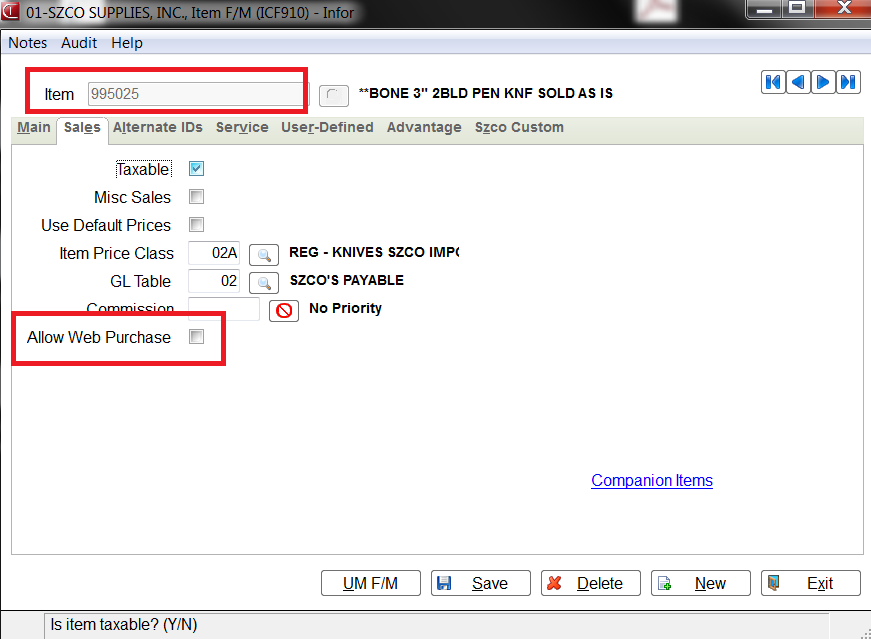 01-SZCO SUPPLIES, INC., Item F/M (ICF910) - Infor
Notes Audit Help
Item 995025 **BONE 3" 2BLD PEN KNF SOLD AS IS
Main Sales Alternate IDs Service User-Defined Advantage Szco Custom
Taxable
Misc Sales
Use Default Prices
Item Price Class 02A REG - KNIVES SZCO IMPO
GL Table 02 SZCO'S PAYABLE
Commission No Priority
Allow Web Purchase
Companion Items
UM F/M Save Delete New Exit
Is item taxable? (Y/N)